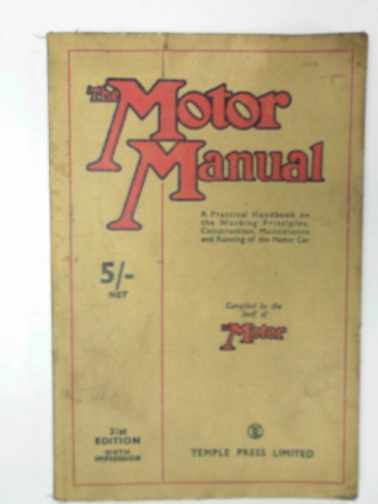 The
Motor
Manual
A Practical Handbook on
the Working Principles,
Construction, Maintenance
and Running of the Motor Car
5/-
NET
Compiled by the
Staff of
The Motor
31st
EDITION
SIXTH
IMPRESSION
TEMPLE PRESS LIMITED